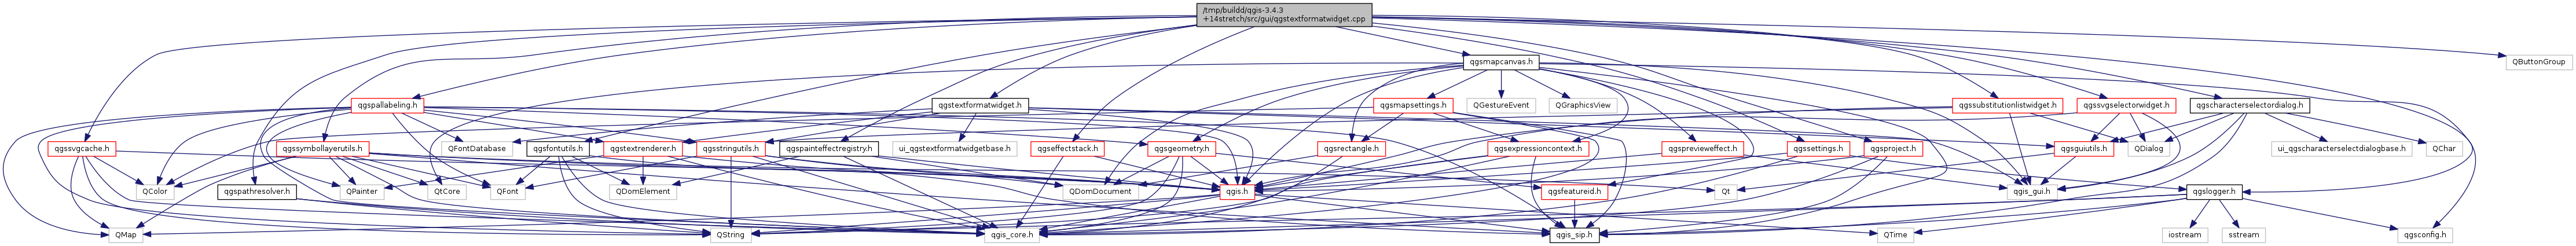 /tmp/buildd/qgis-3.4.3
+14stretch/src/gui/qgstextformatwidget.cpp
qgsmapcanvas.h
QButtonGroup
qgspallabeling.h
qgstextformatwidget.h
qgsmapsettings.h
QGestureEvent
QGraphicsView
qgssubstitutionlistwidget.h
qgssvgselectorwidget.h
qgscharacterselectordialog.h
qgssvgcache.h
qgssymbollayerutils.h
QFontDatabase
qgsfontutils.h
qgstextrenderer.h
qgsstringutils.h
qgspainteffectregistry.h
ui_qgstextformatwidgetbase.h
qgseffectstack.h
qgsgeometry.h
qgsrectangle.h
qgsexpressioncontext.h
qgsprevieweffect.h
qgssettings.h
qgsproject.h
qgsguiutils.h
QDialog
ui_qgscharacterselectdialogbase.h
QChar
QColor
qgspathresolver.h
QPainter
QtCore
QFont
QDomElement
QDomDocument
qgis.h
qgsfeatureid.h
Qt
qgis_gui.h
qgslogger.h
QMap
QString
qgis_core.h
qgis_sip.h
QTime
iostream
sstream
qgsconfig.h